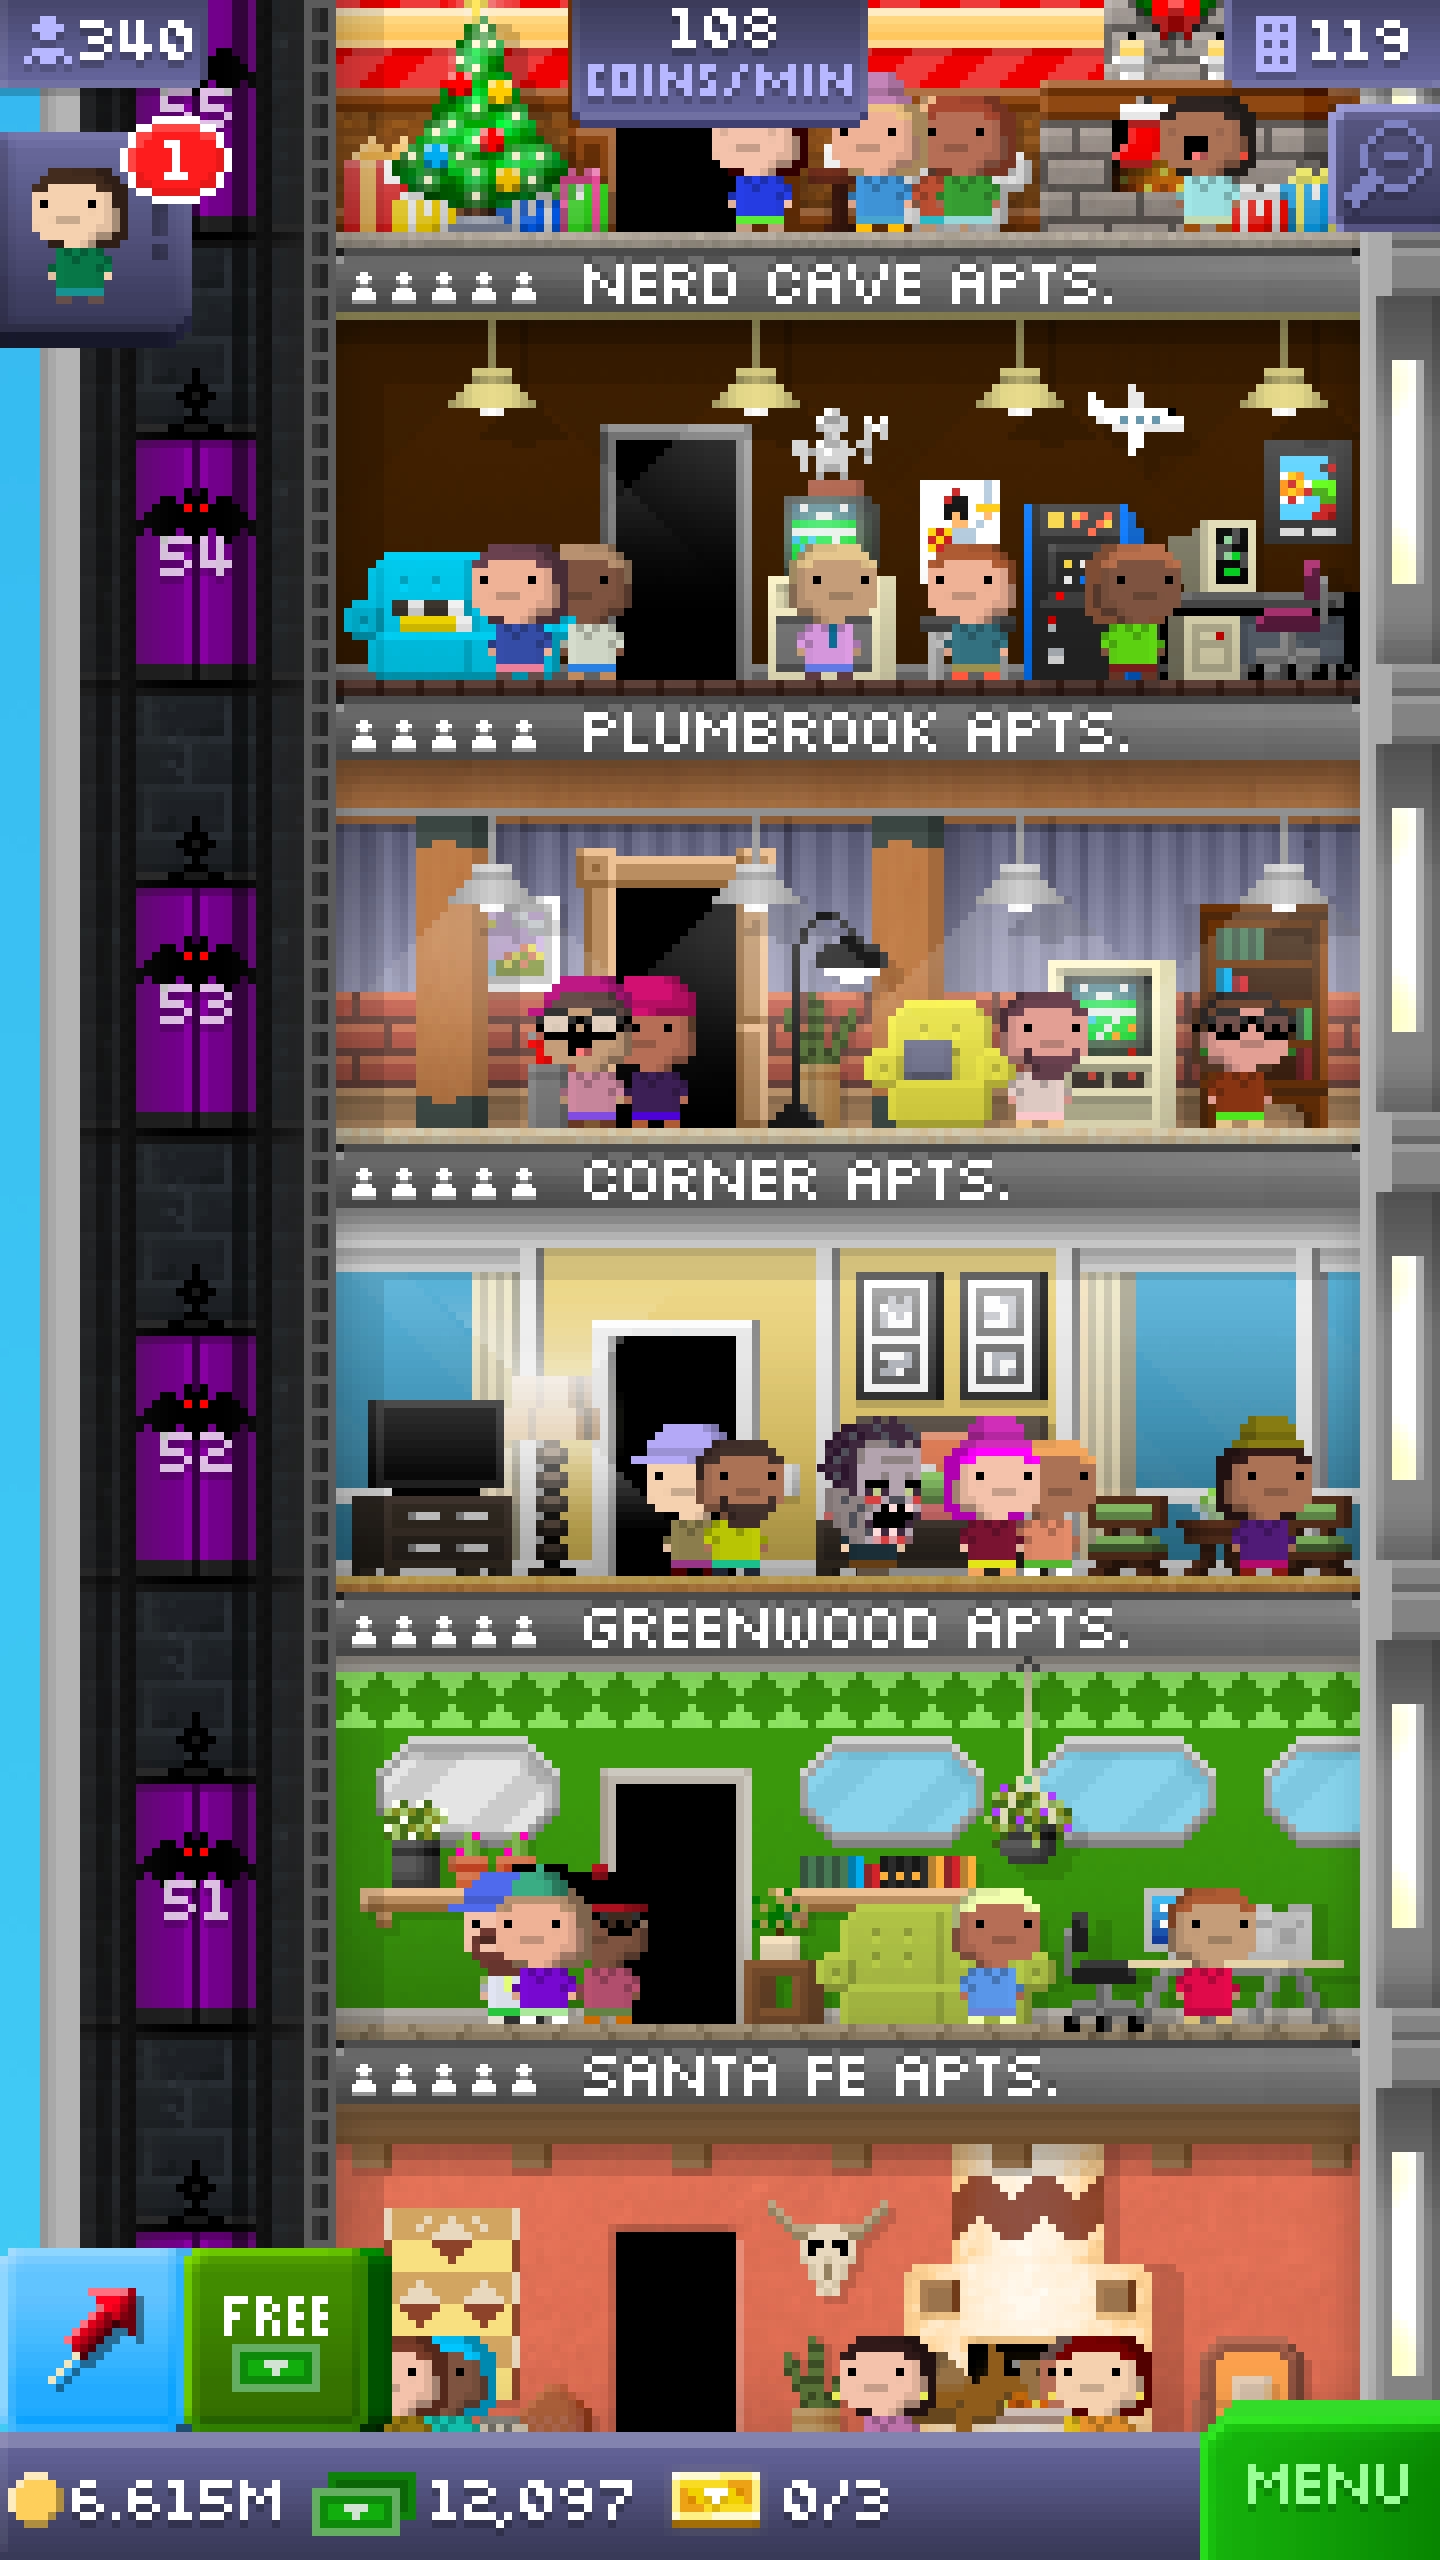 340
108
COINS/MIN
119
55
1
NERD CAVE APTS.
54
PLUMBROOK APTS.
53
CORNER APTS.
52
GREENWOOD APTS.
51
SANTA FE APTS.
FREE
6.615M
12,097
0/3
MENU